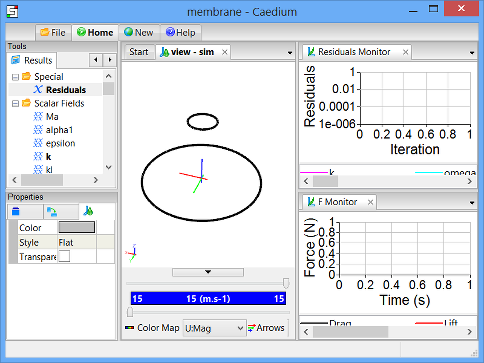 membrane - Caedium
File Home New Help
Tools
Results
Special
Residuals
Scalar Fields
Ma
alpha1
epsilon
k
kl
Properties
Color
Style Flat
Transpare
Start view - sim
15 15 (m.s-1) 15
Color Map U:Mag Arrows
Residuals Monitor
Residuals
1
0.01
0.0001
1e-006
0 0.2 0.4 0.6 0.8 1
Iteration
k omega
F Monitor
Force (N)
1
0.8
0.6
0.4
0.2
0
0 0.2 0.4 0.6 0.8 1
Time (s)
Drag Lift